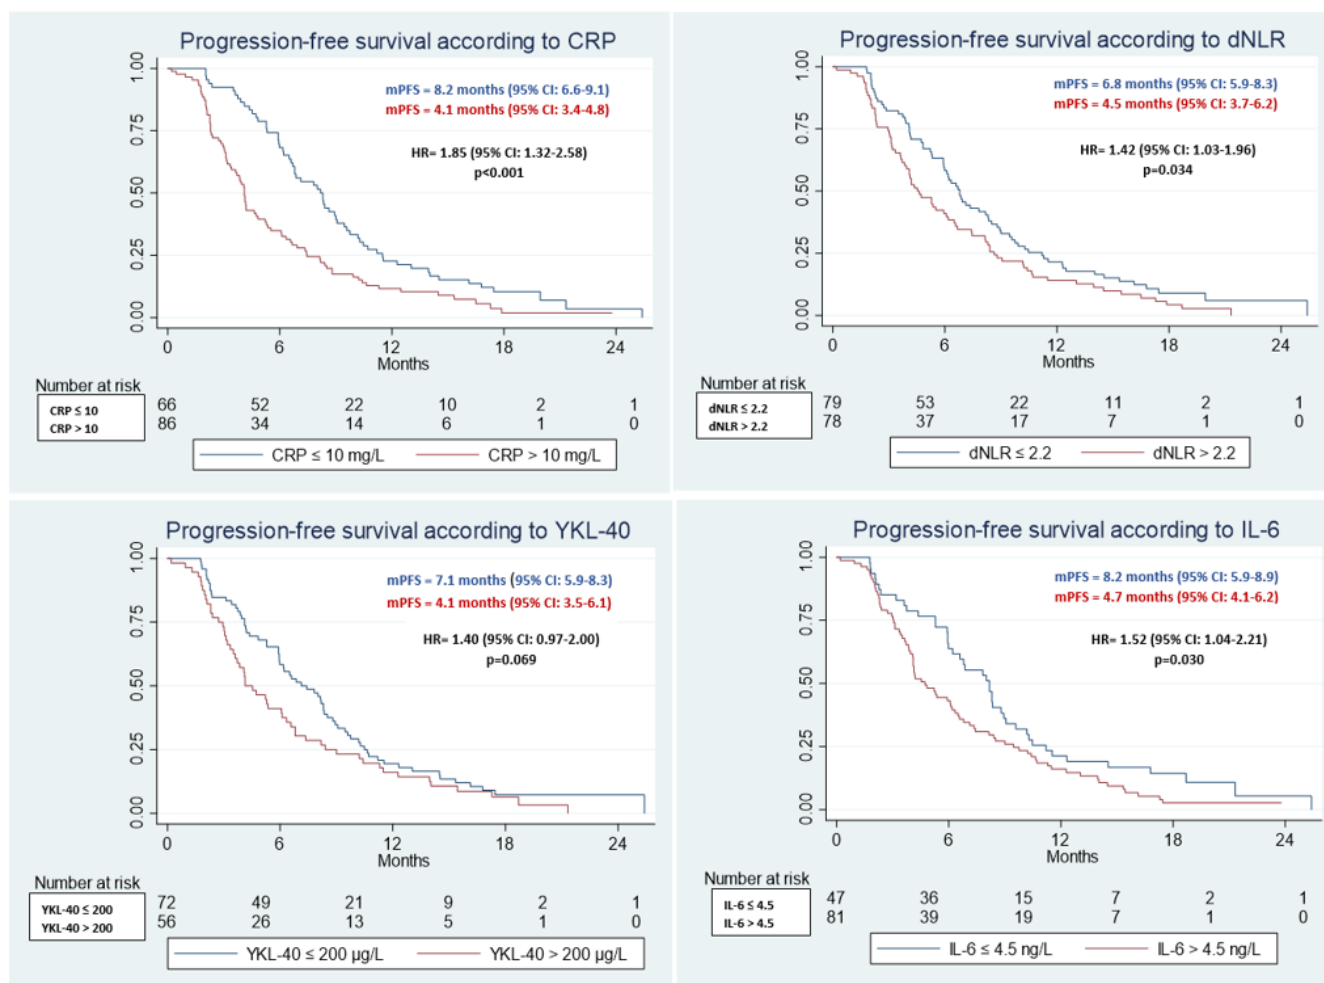 Progression-free survival according to CRP
mPFS = 8.2 months (95% CI: 6.6-9.1)
mPFS = 4.1 months (95% CI: 3.4-4.8)
HR= 1.85 (95% CI: 1.32-2.58)
p<0.001
1.00
0.75
0.50
0.25
0.00
0 6 12 18 24
Months
Number at risk
CRP ≤ 10 66 52 22 10 2 1
CRP > 10 86 34 14 6 1 0
CRP ≤ 10 mg/L CRP > 10 mg/L
Progression-free survival according to dNLR
mPFS = 6.8 months (95% CI: 5.9-8.3)
mPFS = 4.5 months (95% CI: 3.7-6.2)
HR= 1.42 (95% CI: 1.03-1.96)
p=0.034
1.00
0.75
0.50
0.25
0.00
0 6 12 18 24
Months
Number at risk
dNLR ≤ 2.2 79 53 22 11 2 1
dNLR > 2.2 78 37 17 7 1 0
dNLR ≤ 2.2 dNLR > 2.2
Progression-free survival according to YKL-40
mPFS = 7.1 months (95% CI: 5.9-8.3)
mPFS = 4.1 months (95% CI: 3.5-6.1)
HR= 1.40 (95% CI: 0.97-2.00)
p=0.069
1.00
0.75
0.50
0.25
0.00
0 6 12 18 24
Months
Number at risk
YKL-40 ≤ 200 72 49 21 9 2 1
YKL-40 > 200 56 26 13 5 1 0
YKL-40 ≤ 200 µg/L YKL-40 > 200 µg/L
Progression-free survival according to IL-6
mPFS = 8.2 months (95% CI: 5.9-8.9)
mPFS = 4.7 months (95% CI: 4.1-6.2)
HR= 1.52 (95% CI: 1.04-2.21)
p=0.030
1.00
0.75
0.50
0.25
0.00
0 6 12 18 24
Months
Number at risk
IL-6 ≤ 4.5 47 36 15 7 2 1
IL-6 > 4.5 81 39 19 7 1 0
IL-6 ≤ 4.5 ng/L IL-6 > 4.5 ng/L